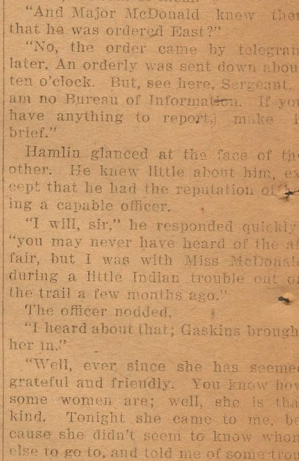 "And Major McDonald knew then
that he was ordered East?"
"No, the order came by telegram
later. An orderly was sent down about
ten o'clock. But, see here, Sergeant,
am no Bureau of Information. If you
have anything to report, make i
brief."
Hamlin glanced at the face of the
other. He knew little about him, ex
cept that he had the reputation of
ing a capable officer.
"I will, sir," he responded quickly
"you may never have heard of the af
fair, but I was with Miss McDonald
during a little Indian trouble out o
the trail a few months ago."
The officer nodded.
"I heard about that; Gaskins brough
her in."
"Well, ever since she has seemed
grateful and friendly. You know how
some women are; well, she is tha
kind. Tonight she came to me, be
cause she didn't seem to know whom
else to go to, and told me of some trou